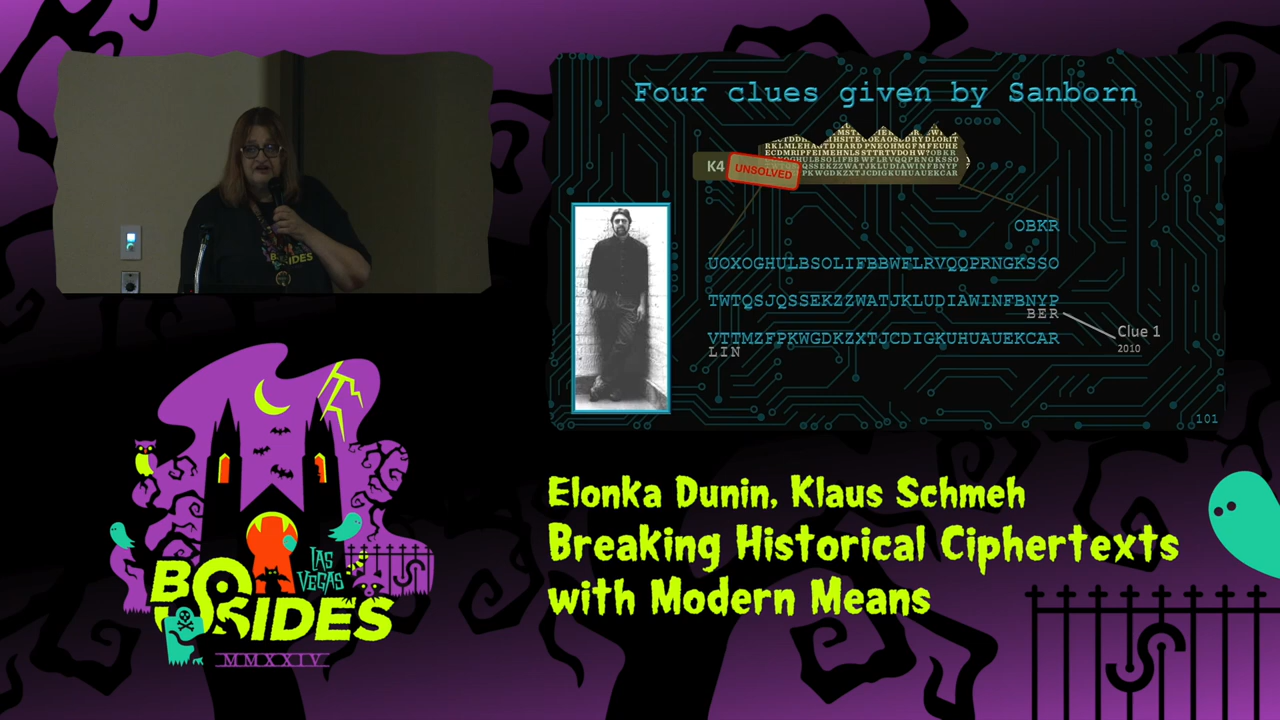 Four clues given by Sanborn
K4
UNSOLVED
OBKR
UOXOGHULBSOLIFBBWFLRVQQPRNGKSSO
TWTQSJQSSEKZZWATJKLUDIAWINFBNYP
BER
VTTMZFPKWGDKZXTJCDIGKUHUAUEKCAR
LIN
Clue 1
2010
101
Elonka Dunin, Klaus Schmeh
Breaking Historical Ciphertexts
with Modern Means
LAS
VEGAS
BSIDES
MMXXIV